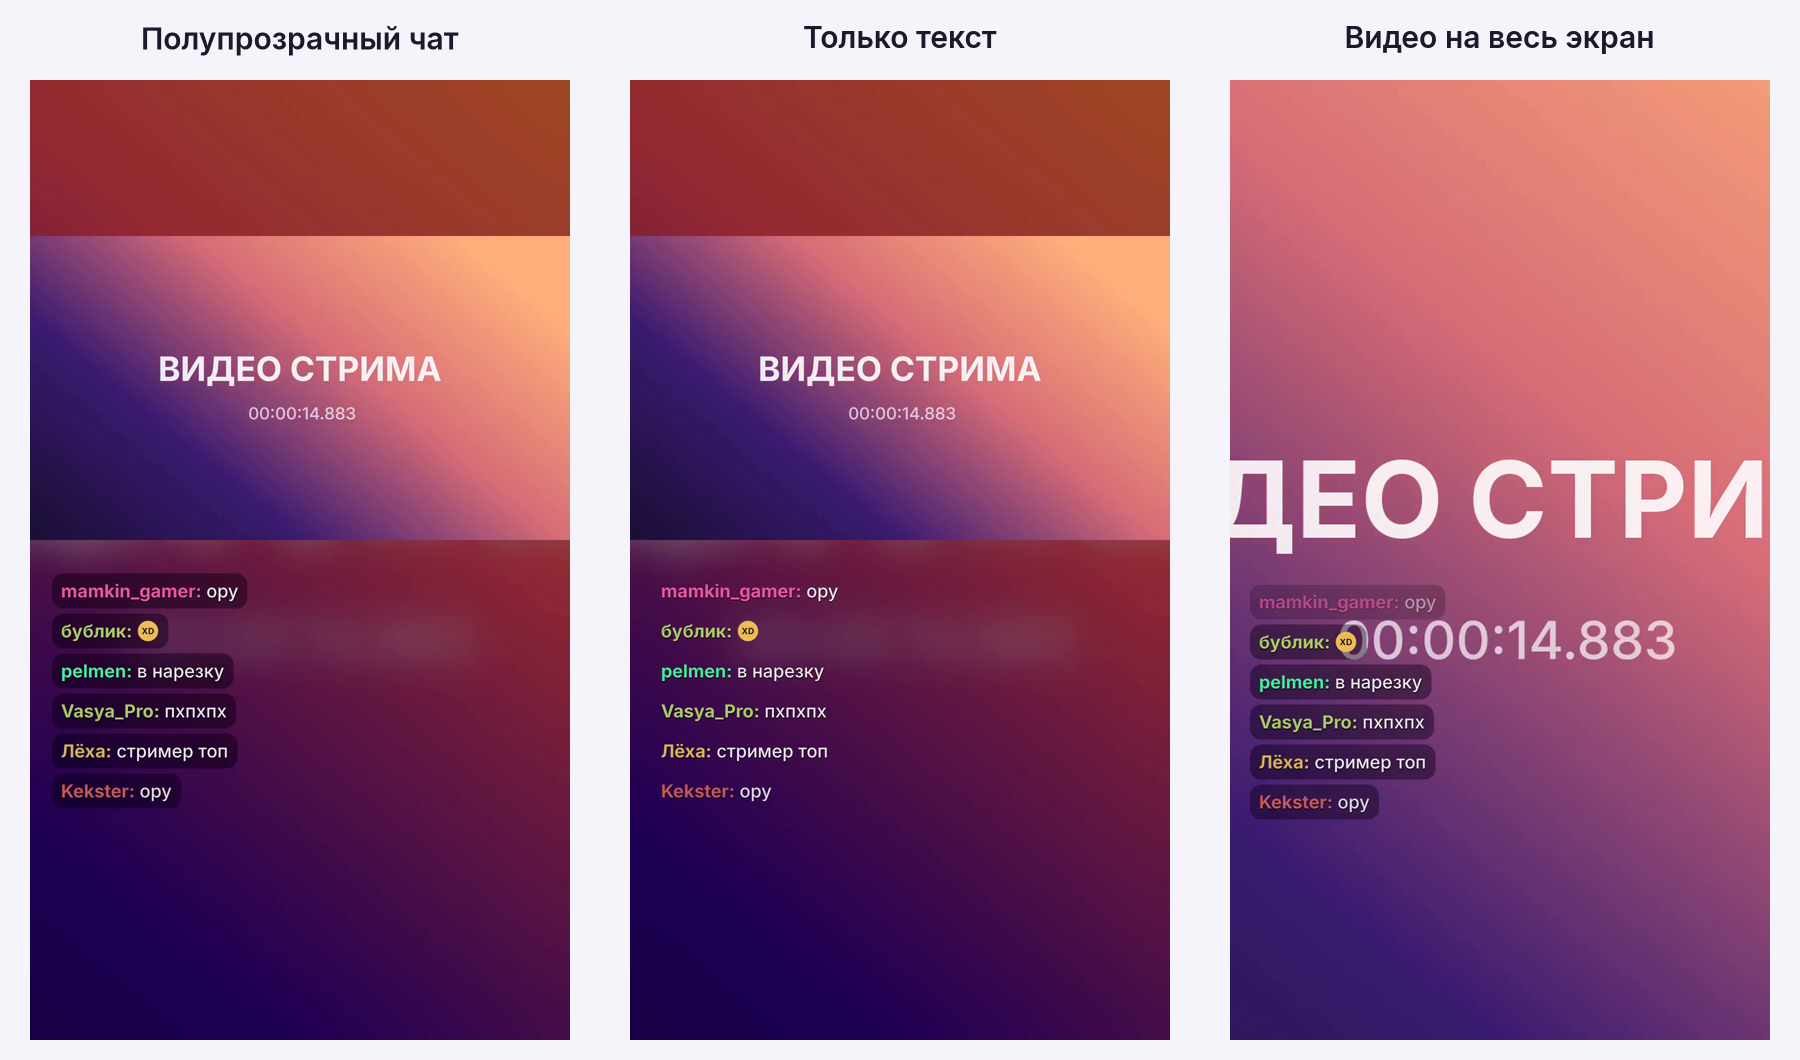 Полупрозрачный чат
ВИДЕО СТРИМА
00:00:14.883
mamkin_gamer: ору
бублик: XD
pelmen: в нарезку
Vasya_Pro: пхпхпх
Лёха: стример топ
Kekster: ору
Только текст
ВИДЕО СТРИМА
00:00:14.883
mamkin_gamer: ору
бублик: XD
pelmen: в нарезку
Vasya_Pro: пхпхпх
Лёха: стример топ
Kekster: ору
Видео на весь экран
ДЕО СТРИ
mamkin_gamer: ору
00:00:14.883
бублик: XD
pelmen: в нарезку
Vasya_Pro: пхпхпх
Лёха: стример топ
Kekster: ору